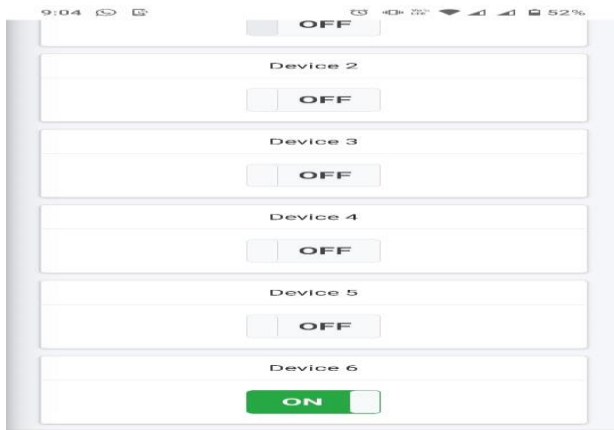 9:04 52%
OFF
Device 2
OFF
Device 3
OFF
Device 4
OFF
Device 5
OFF
Device 6
ON